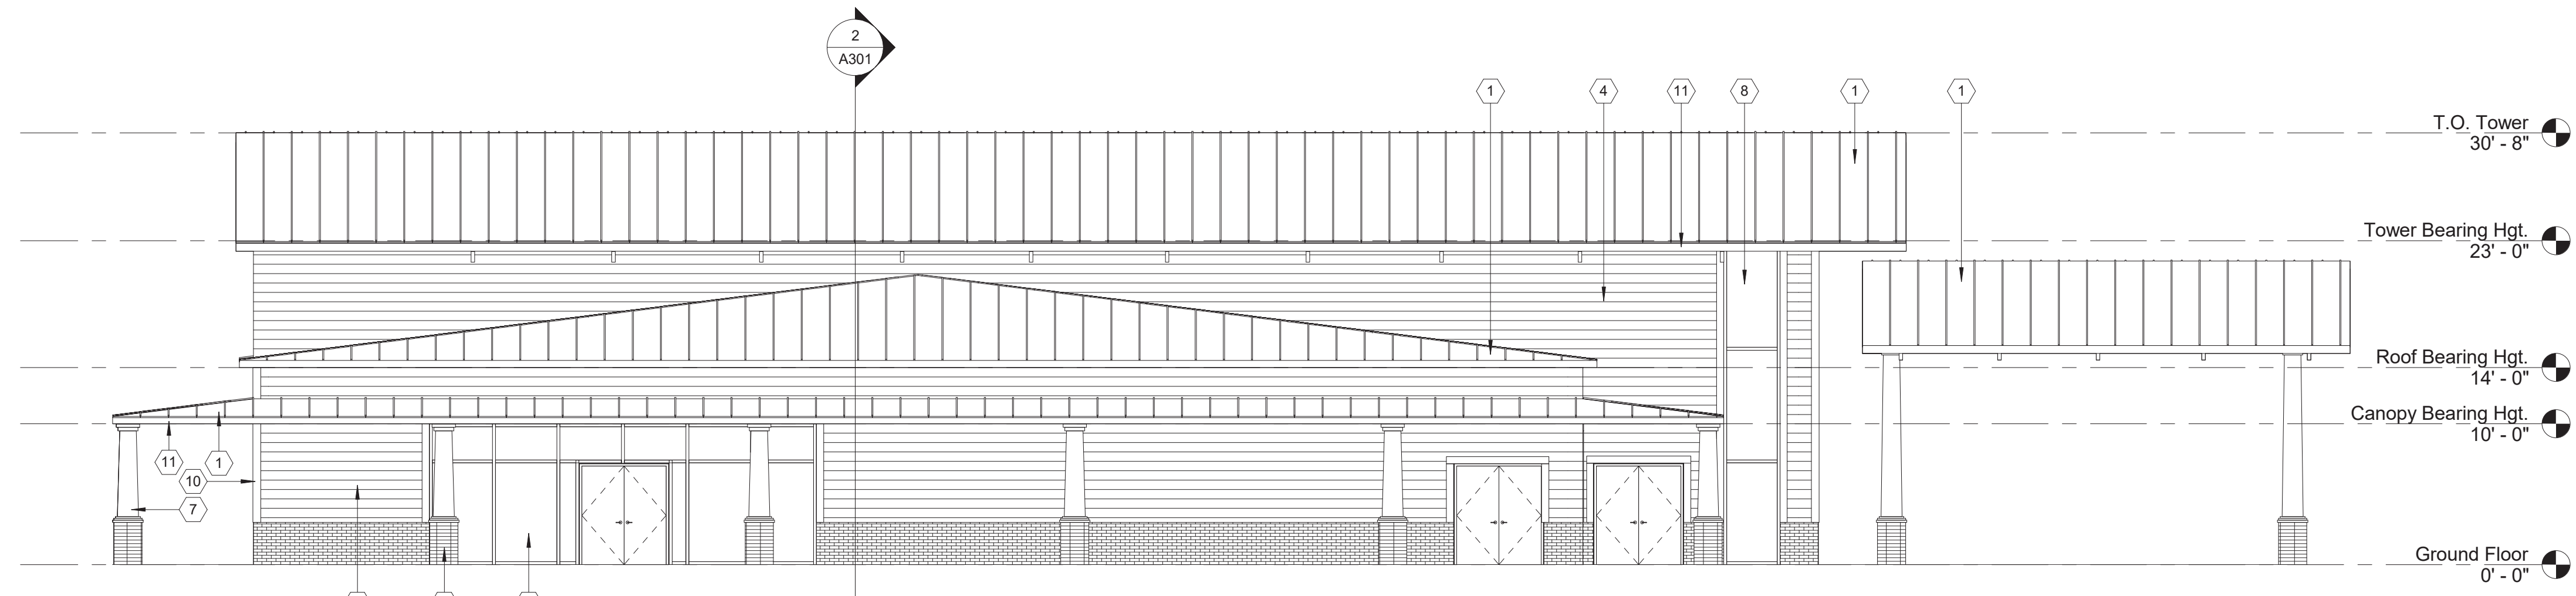 2
A301
1
4
11
8
1
1
T.O. Tower
30' - 8"
Tower Bearing Hgt.
23' - 0"
Roof Bearing Hgt.
14' - 0"
Canopy Bearing Hgt.
10' - 0"
11
1
10
7
Ground Floor
0' - 0"